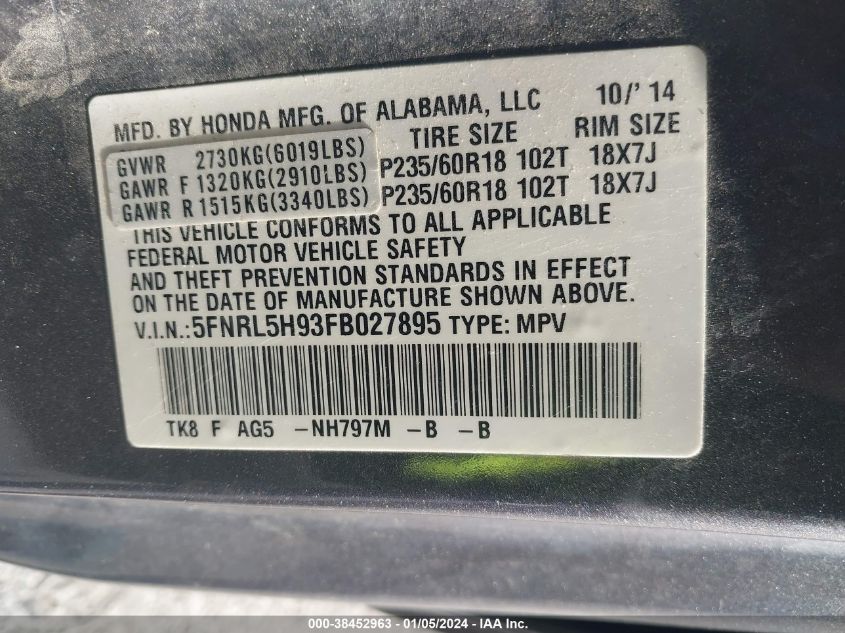 MFD. BY HONDA MFG. OF ALABAMA, LLC 10/'14
TIRE SIZE RIM SIZE
GVWR 2730KG(6019LBS)
GAWR F 1320KG(2910LBS) P235/60R18 102T 18X7J
GAWR R 1515KG(3340LBS) P235/60R18 102T 18X7J
THIS VEHICLE CONFORMS TO ALL APPLICABLE
FEDERAL MOTOR VEHICLE SAFETY
AND THEFT PREVENTION STANDARDS IN EFFECT
ON THE DATE OF MANUFACTURE SHOWN ABOVE.
V.I.N.:5FNRL5H93FB027895 TYPE: MPV
TK8 F AG5 -NH797M -B -B
000-38452963 - 01/05/2024 - IAAI Inc.